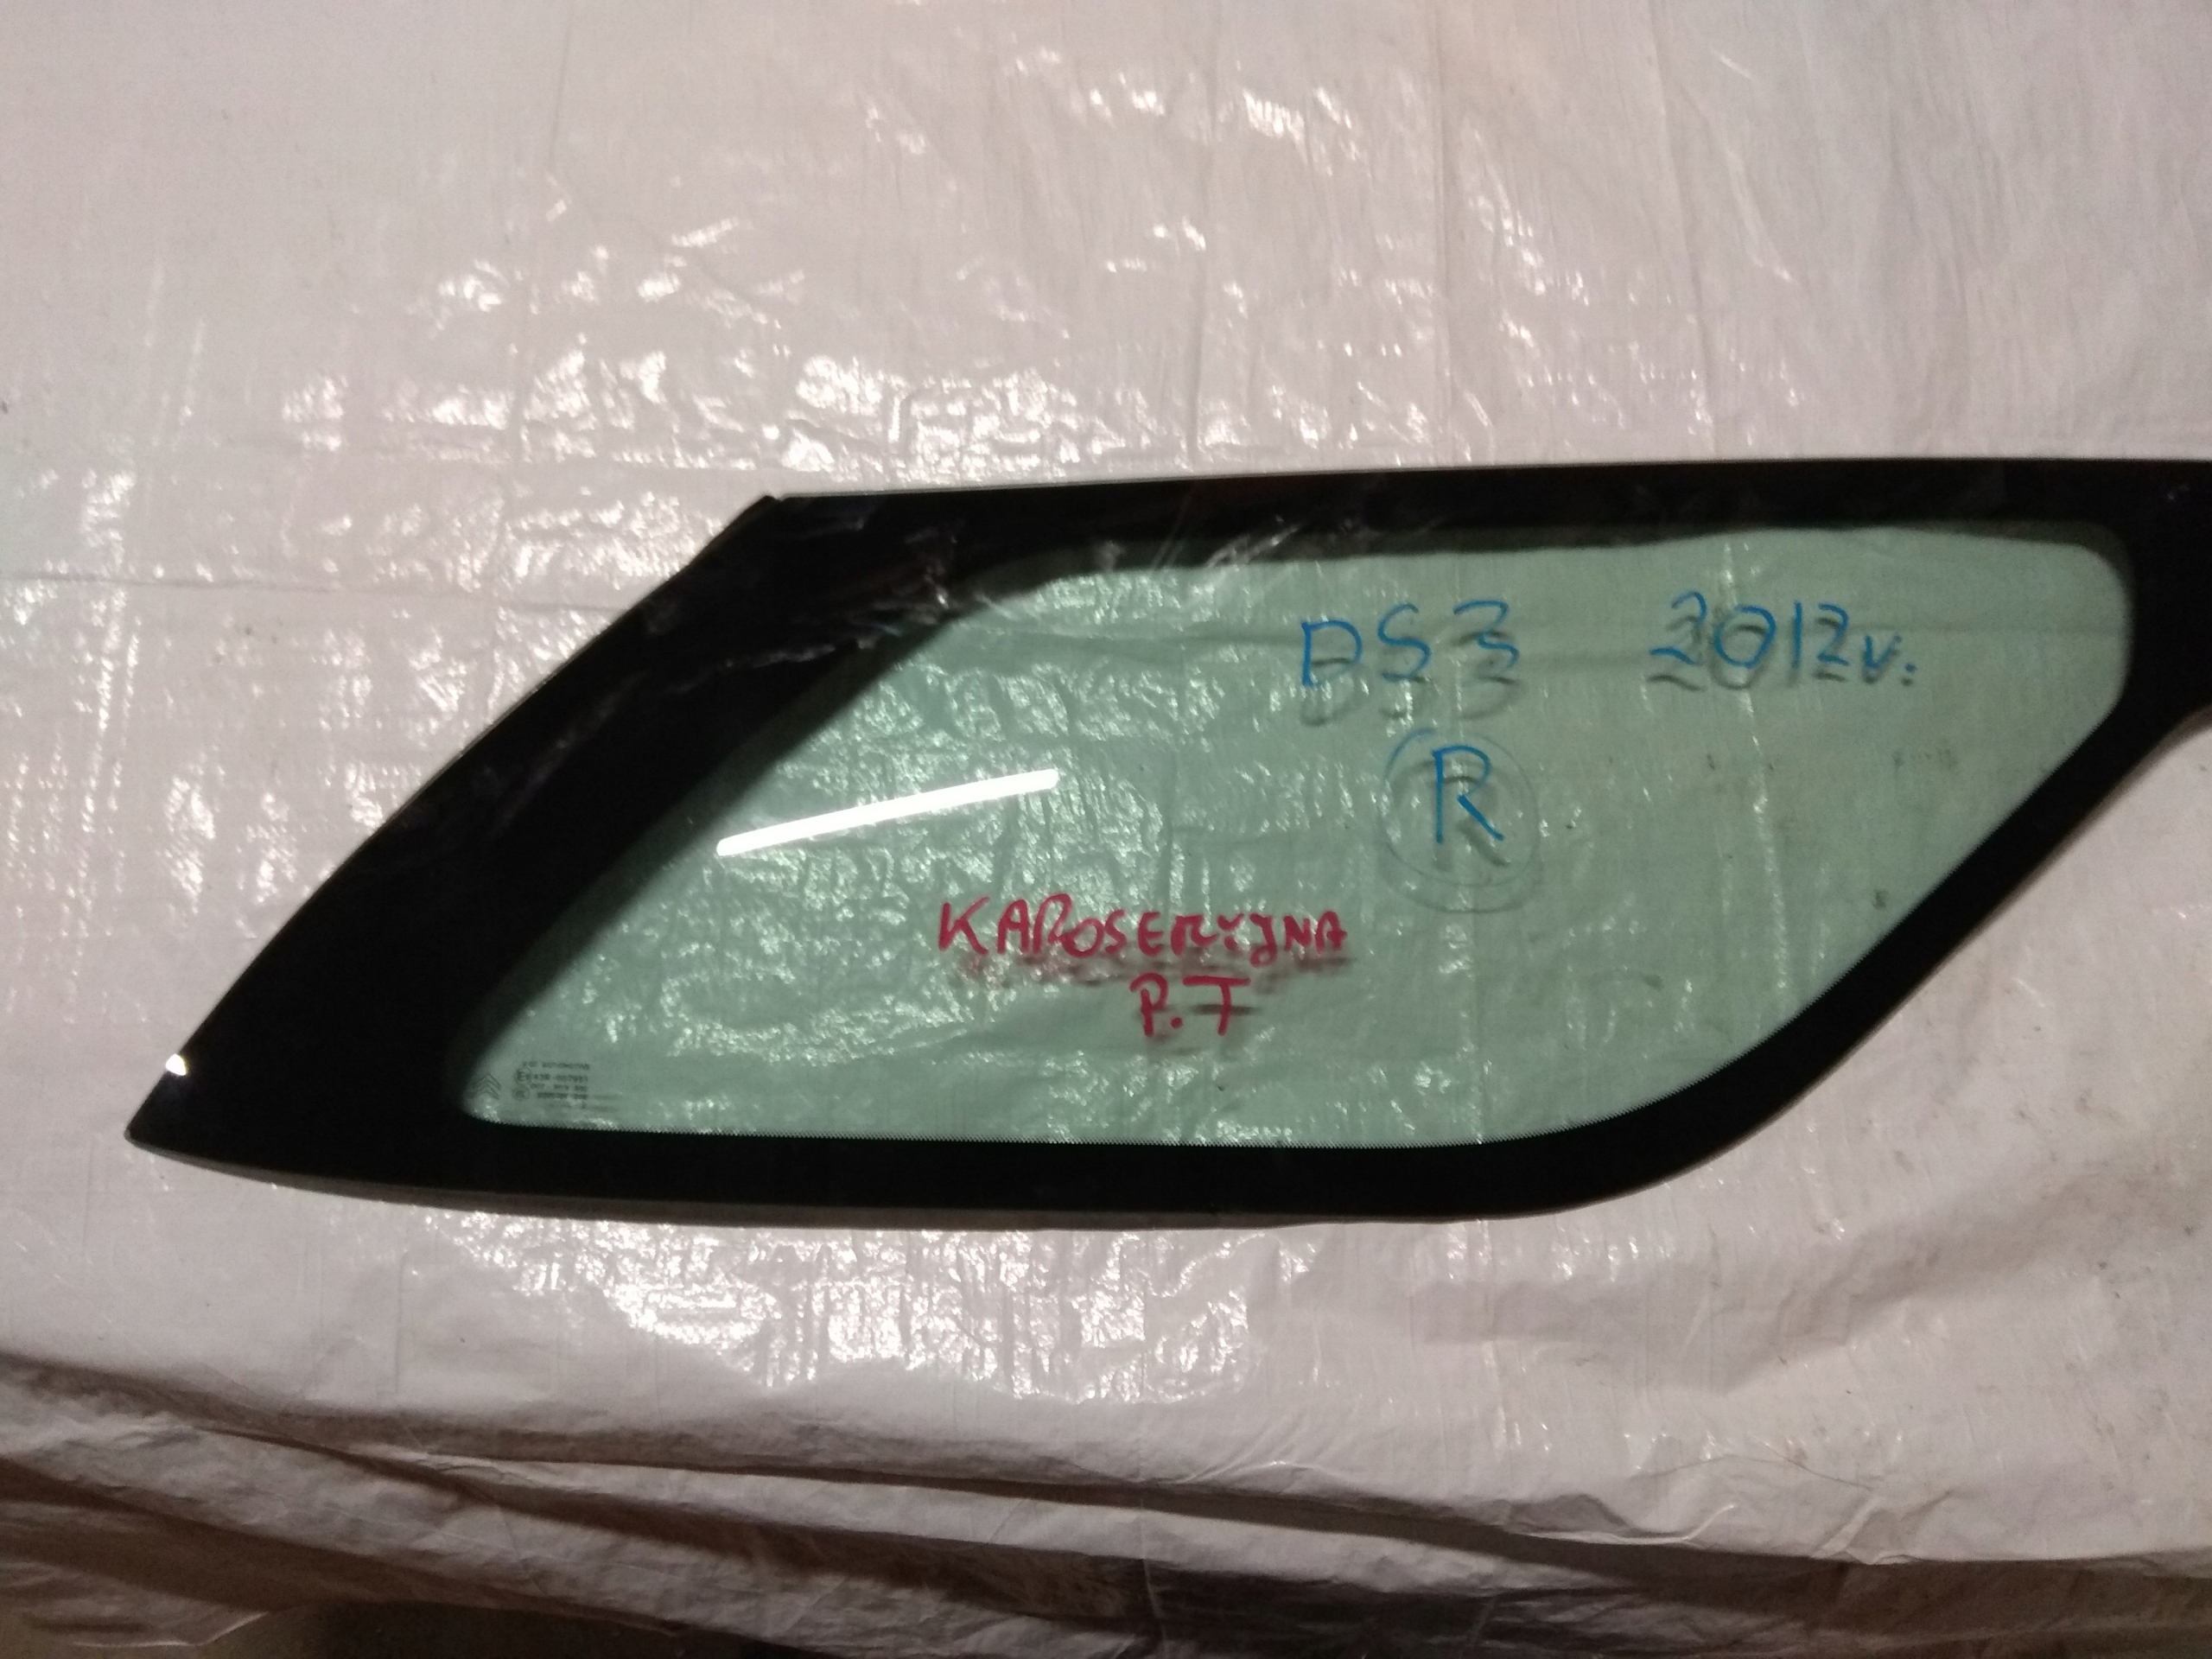 DS3 2012r.
R
KAROSERYJNA
P.T